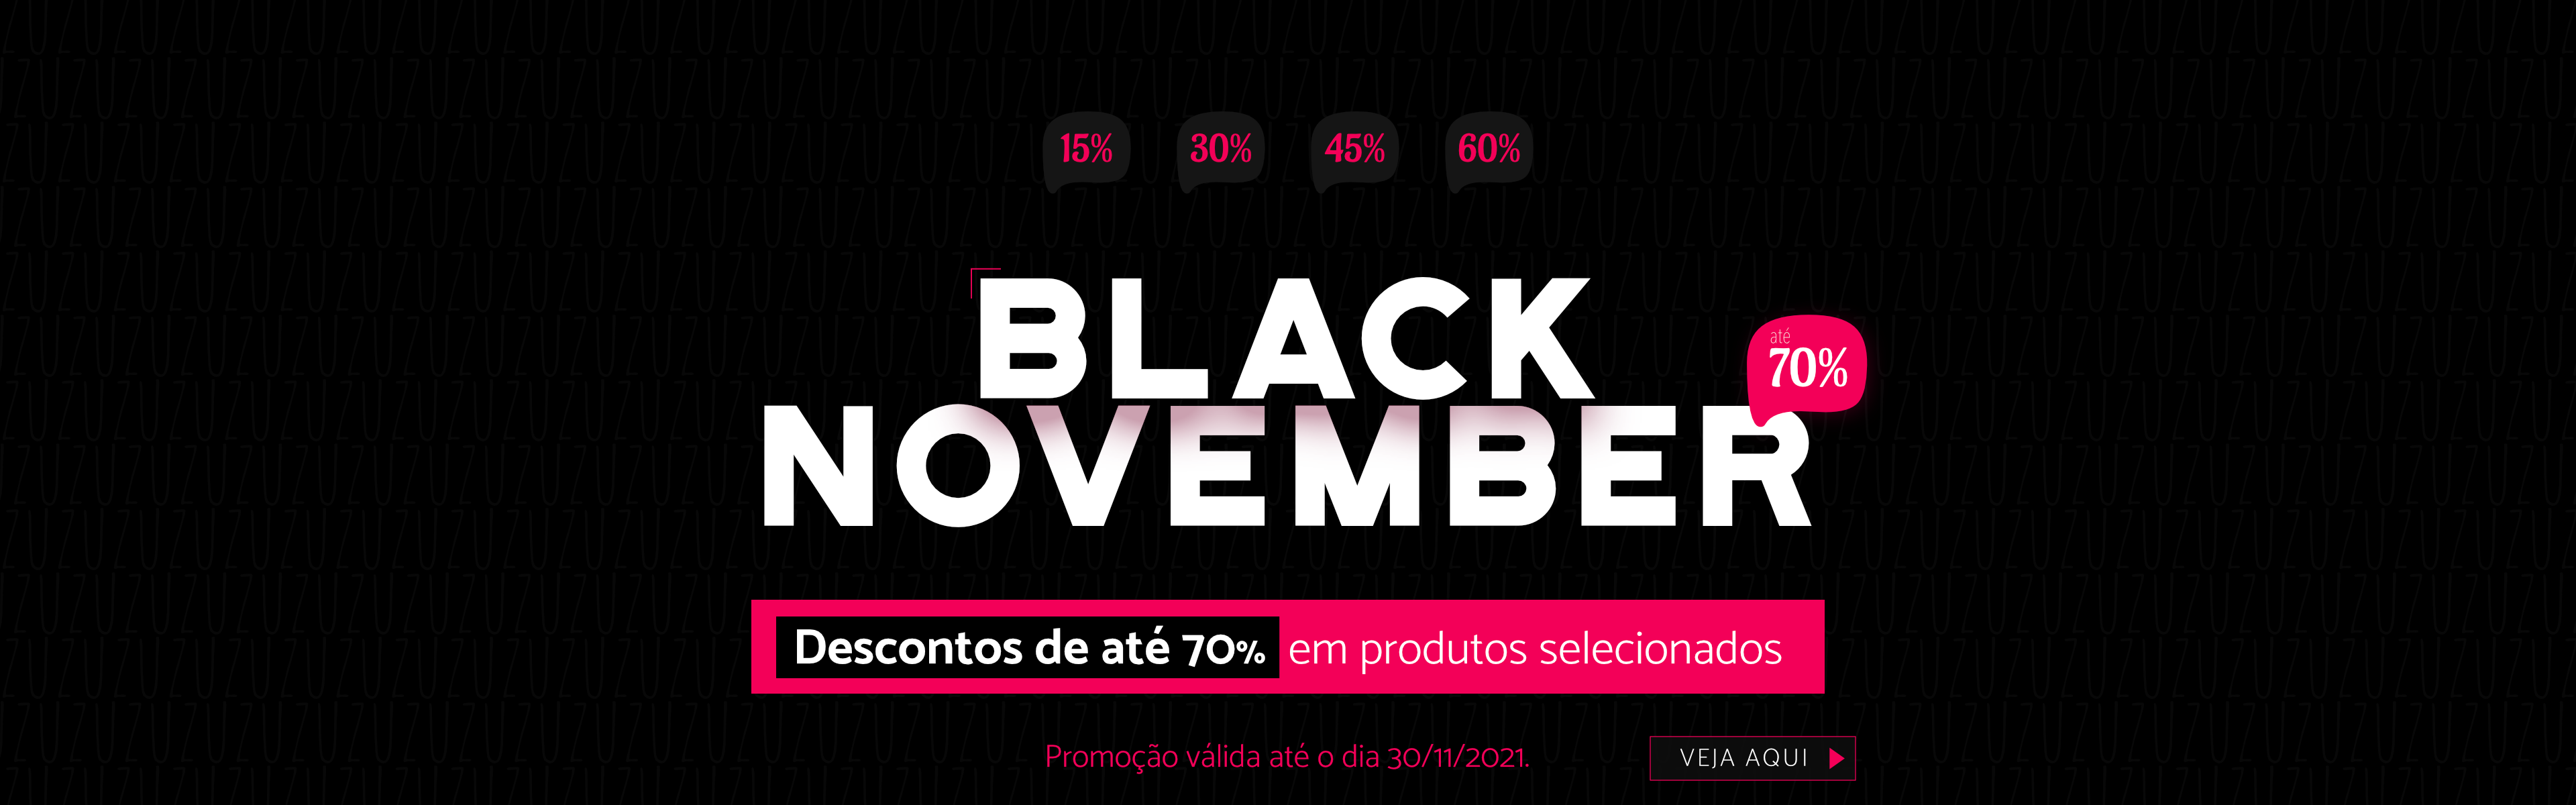 15% 30% 45% 60%
BLACK
até
70%
NOVEMBER
Descontos de até 70% em produtos selecionados
Promoção válida até o dia 30/11/2021.
VEJA AQUI